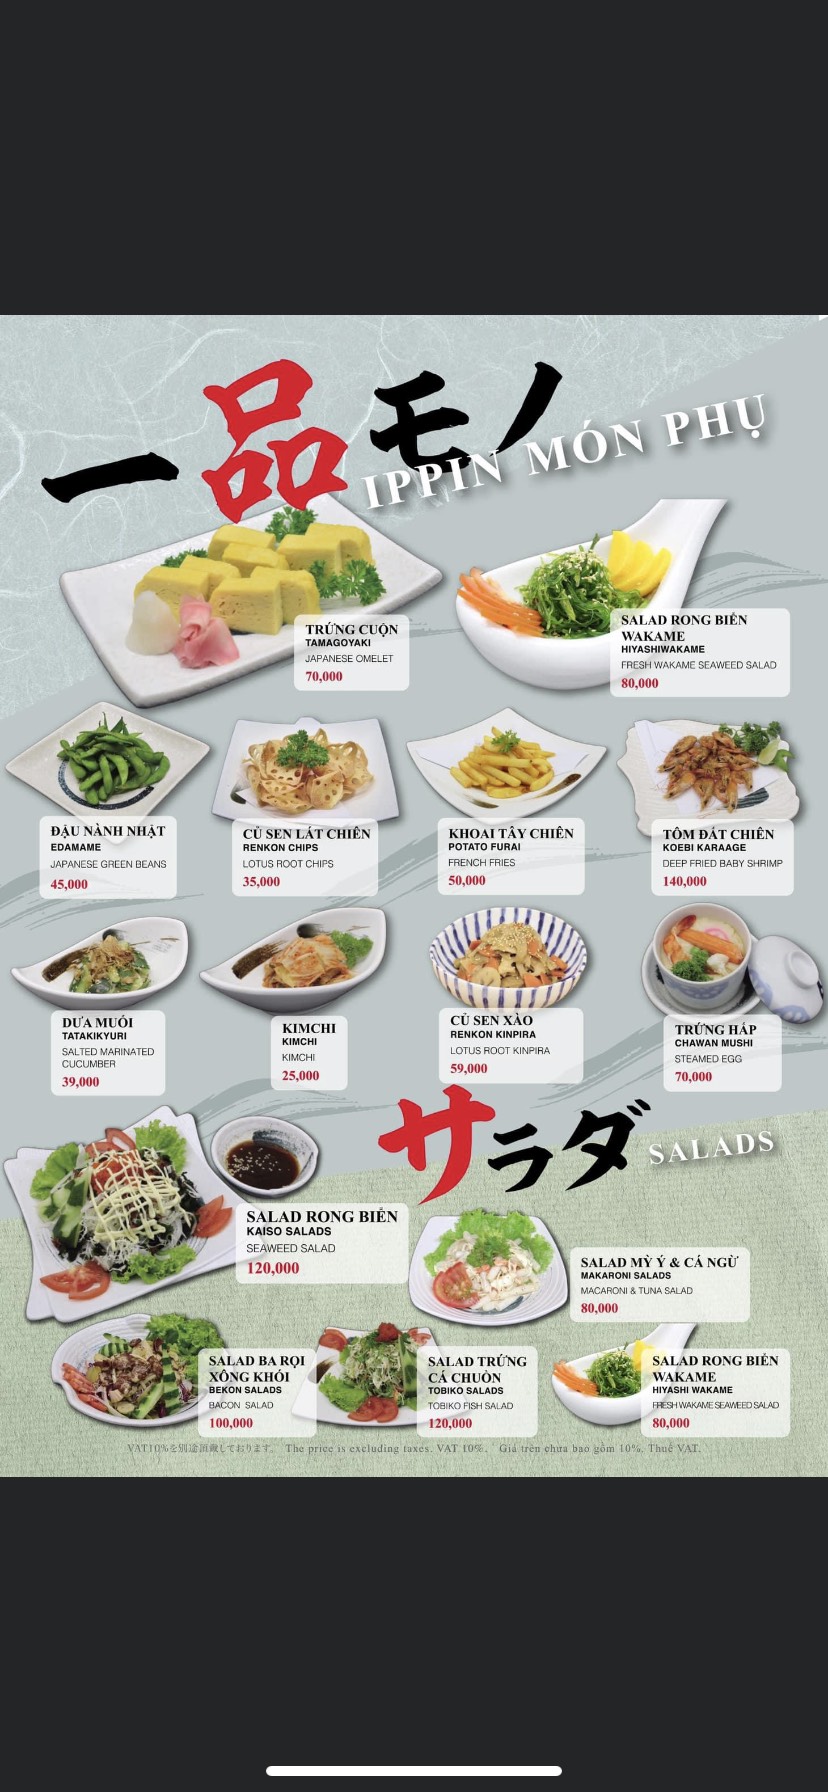 一品モノ
IPPIN MÓN PHỤ
TRỨNG CUỘN
TAMAGOYAKI
JAPANESE OMELET
70,000
SALAD RONG BIỂN
WAKAME
HIYASHIWAKAME
FRESH WAKAME SEAWEED SALAD
80,000
ĐẬU NÀNH NHẬT
EDAMAME
JAPANESE GREEN BEANS
45,000
CỦ SEN LÁT CHIÊN
RENKON CHIPS
LOTUS ROOT CHIPS
35,000
KHOAI TÂY CHIÊN
POTATO FURAI
FRENCH FRIES
50,000
TÔM ĐẤT CHIÊN
KOEBI KARAAGE
DEEP FRIED BABY SHRIMP
140,000
DƯA MUỐI
TATAKIKYURI
SALTED MARINATED
CUCUMBER
39,000
KIMCHI
KIMCHI
KIMCHI
25,000
CỦ SEN XÀO
RENKON KINPIRA
LOTUS ROOT KINPIRA
59,000
TRỨNG HẤP
CHAWAN MUSHI
STEAMED EGG
70,000
サラダ SALADS
SALAD RONG BIỂN
KAISO SALADS
SEAWEED SALAD
120,000
SALAD MỲ Ý & CÁ NGỪ
MAKARONI SALADS
MACARONI & TUNA SALAD
80,000
SALAD BA RỌI
XÔNG KHÓI
BEKON SALADS
BACON SALAD
100,000
SALAD TRỨNG
CÁ CHUỒN
TOBIKO SALADS
TOBIKO FISH SALAD
120,000
SALAD RONG BIỂN
WAKAME
HIYASHI WAKAME
FRESH WAKAME SEAWEED SALAD
80,000
VAT10%を別途頂戴しております。 The price is excluding taxes. VAT 10%. Giá trên chưa bao gồm 10%. Thuế VAT.